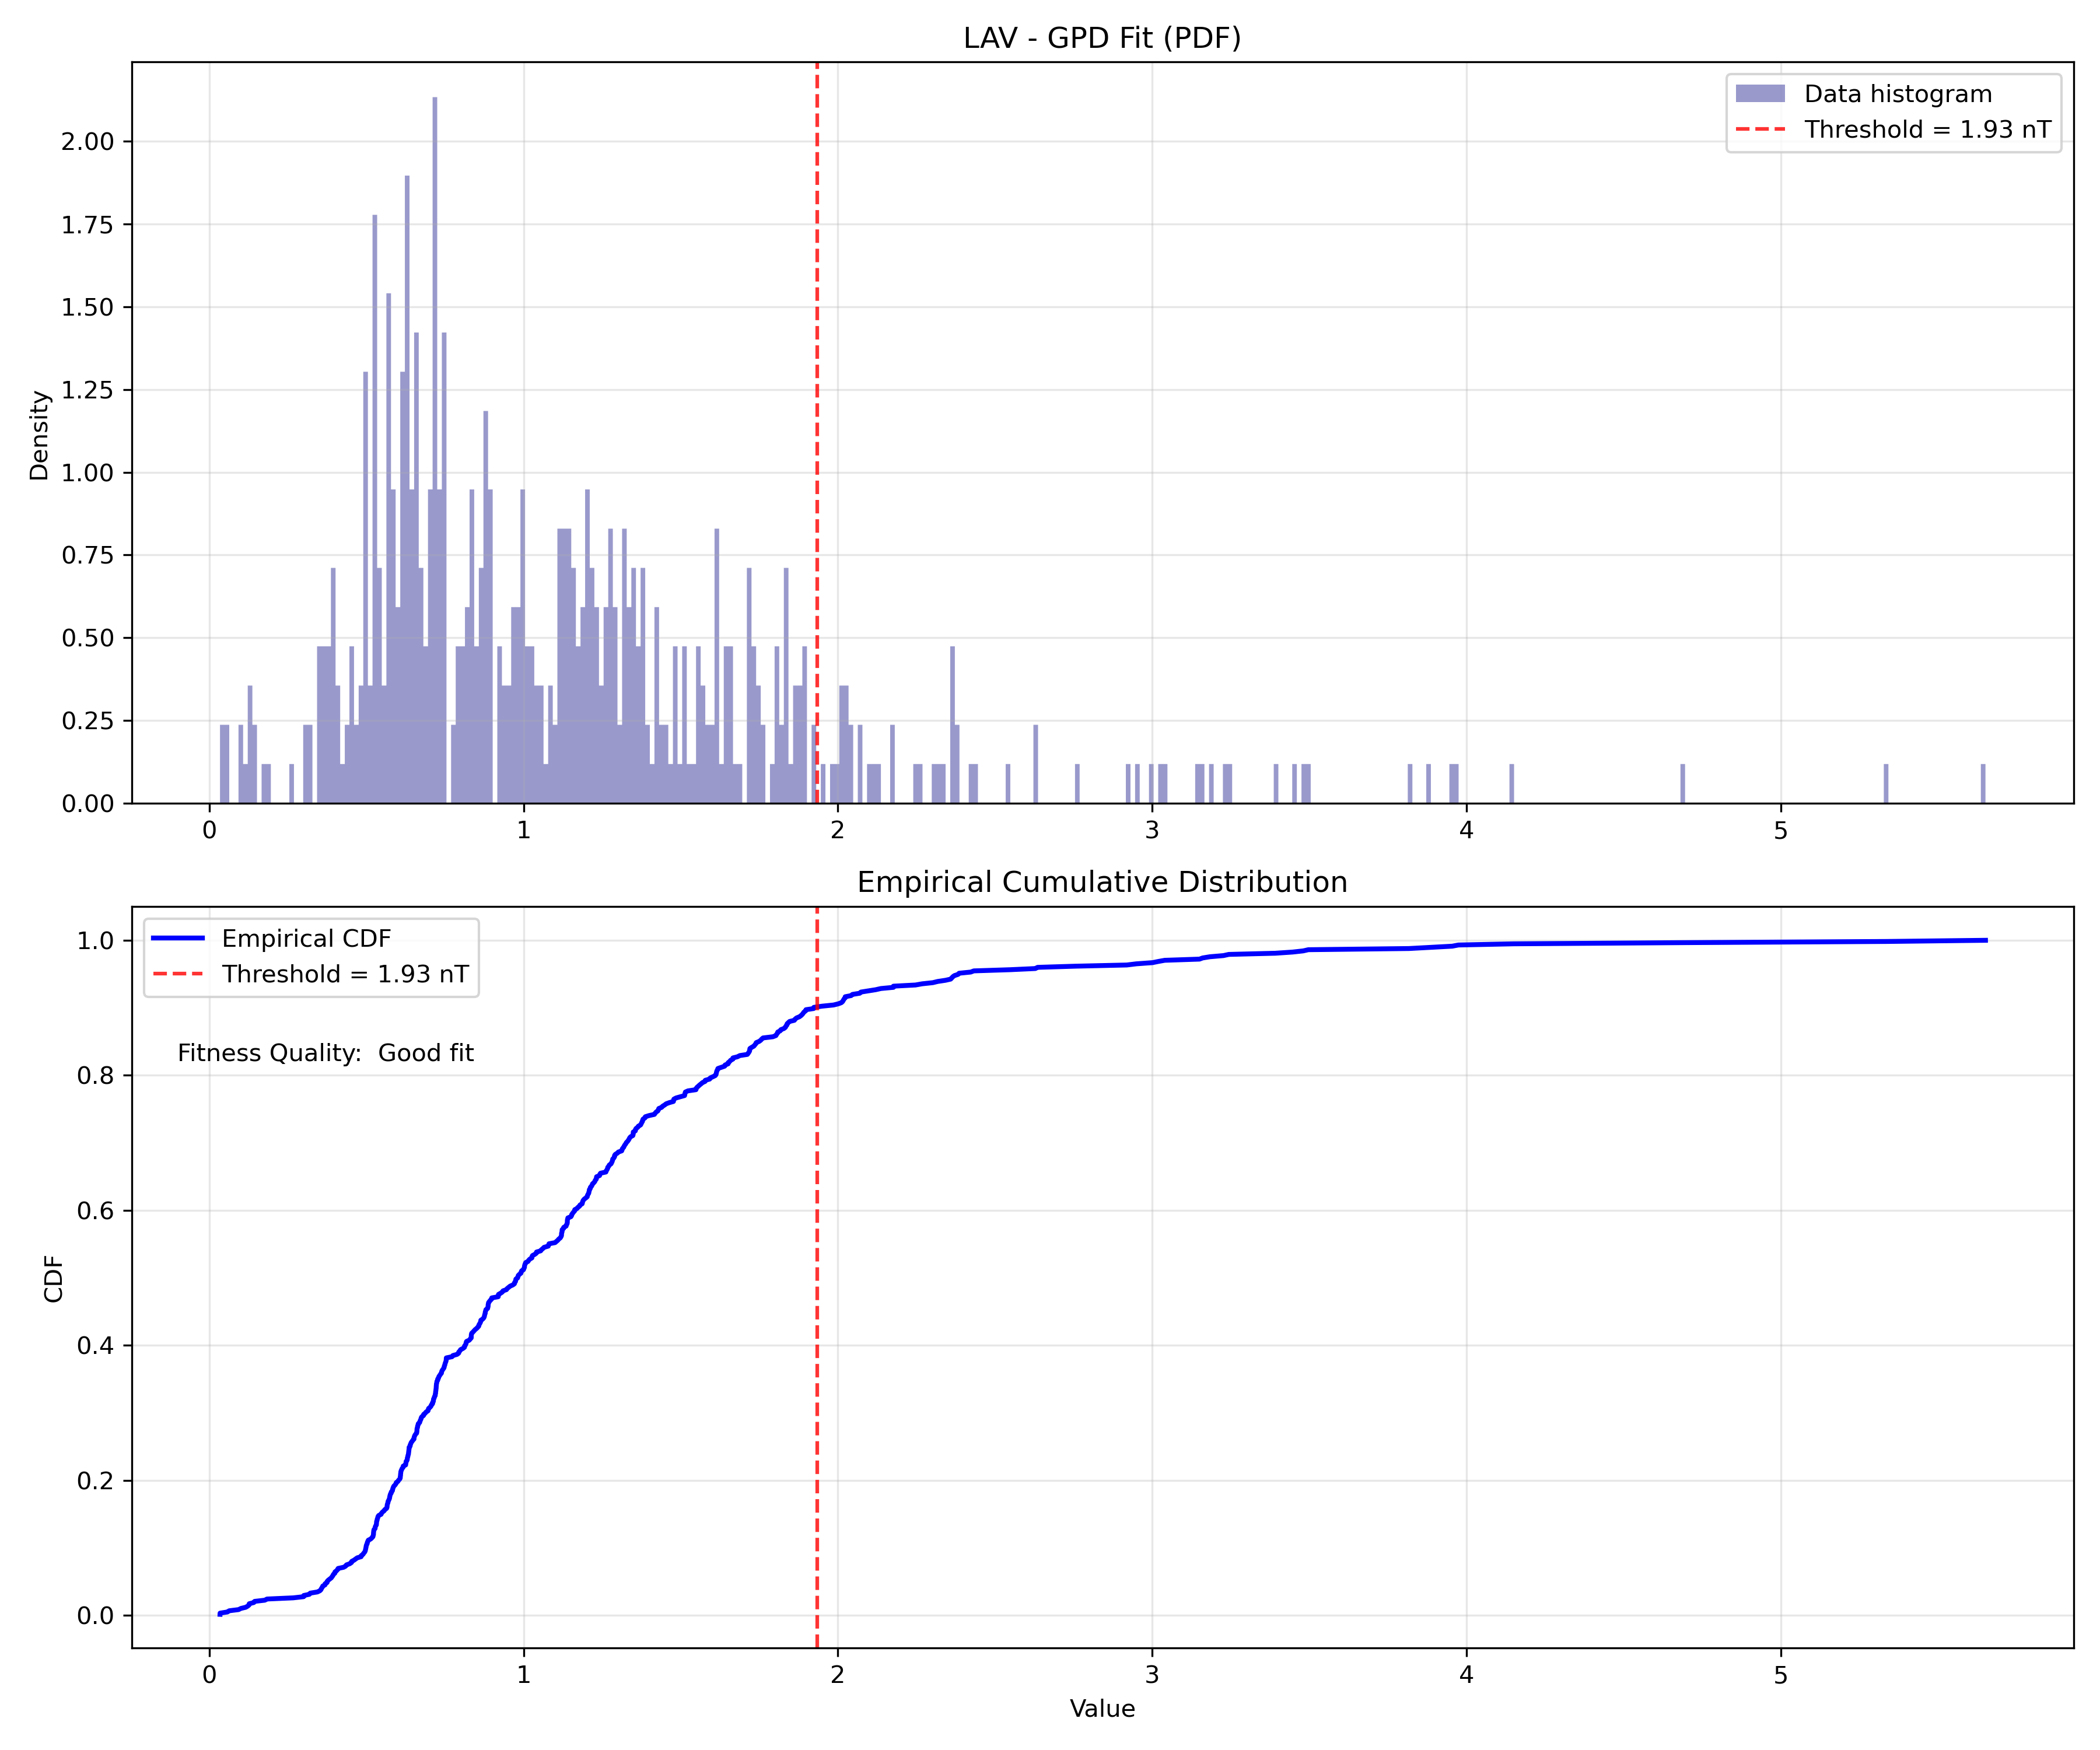 LAV - GPD Fit (PDF)
Data histogram
Threshold = 1.93 nT
Density
2.00
1.75
1.50
1.25
1.00
0.75
0.50
0.25
0.00
0 1 2 3 4 5
Empirical Cumulative Distribution
Empirical CDF
Threshold = 1.93 nT
Fitness Quality: Good fit
CDF
1.0
0.8
0.6
0.4
0.2
0.0
0 1 2 3 4 5
Value